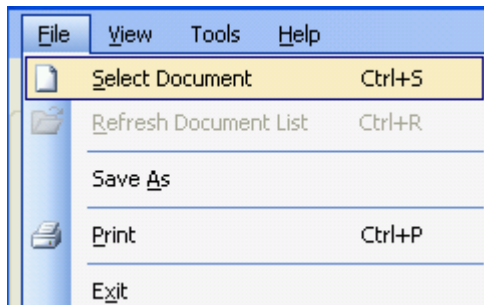 File View Tools Help
Select Document Ctrl+S
Refresh Document List Ctrl+R
Save As
Print Ctrl+P
Exit